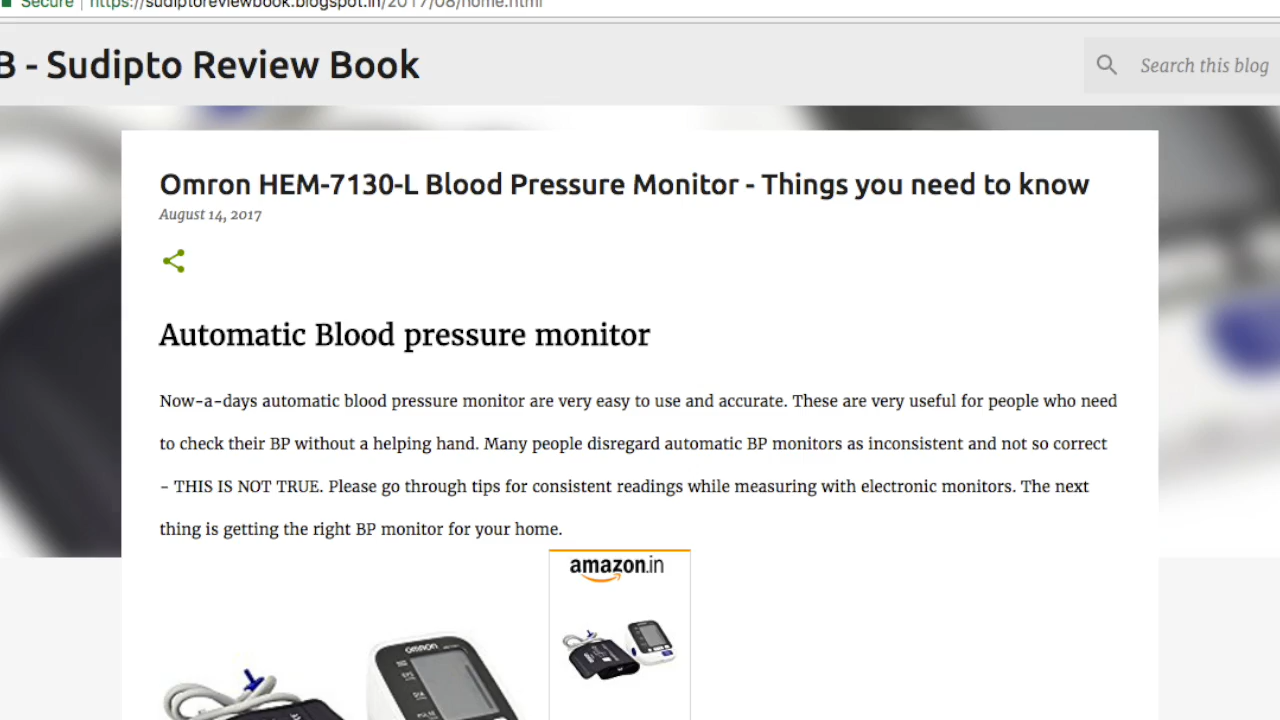 Secure | https://sudiptoreviewbook.blogspot.in/2017/08/home.html
B - Sudipto Review Book
Search this blog
Omron HEM-7130-L Blood Pressure Monitor - Things you need to know
August 14, 2017
Automatic Blood pressure monitor
Now-a-days automatic blood pressure monitor are very easy to use and accurate. These are very useful for people who need
to check their BP without a helping hand. Many people disregard automatic BP monitors as inconsistent and not so correct
- THIS IS NOT TRUE. Please go through tips for consistent readings while measuring with electronic monitors. The next
thing is getting the right BP monitor for your home.
amazon.in
OMRON
SYS
DIA
PULSE